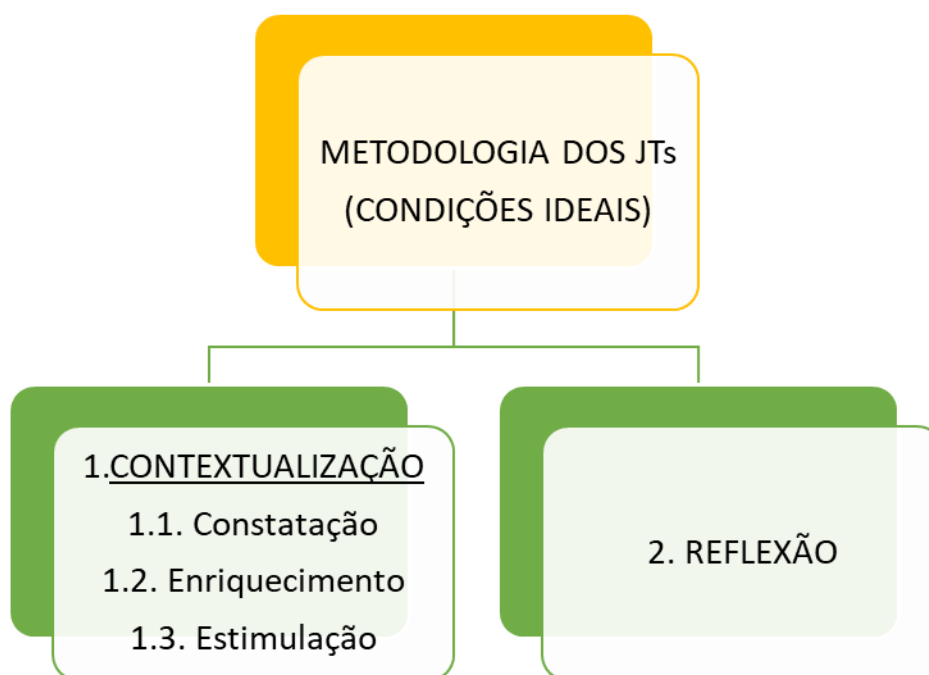 METODOLOGIA DOS JTs
(CONDIÇÕES IDEAIS)
1.CONTEXTUALIZAÇÃO
1.1. Constatação
1.2. Enriquecimento
1.3. Estimulação
2. REFLEXÃO